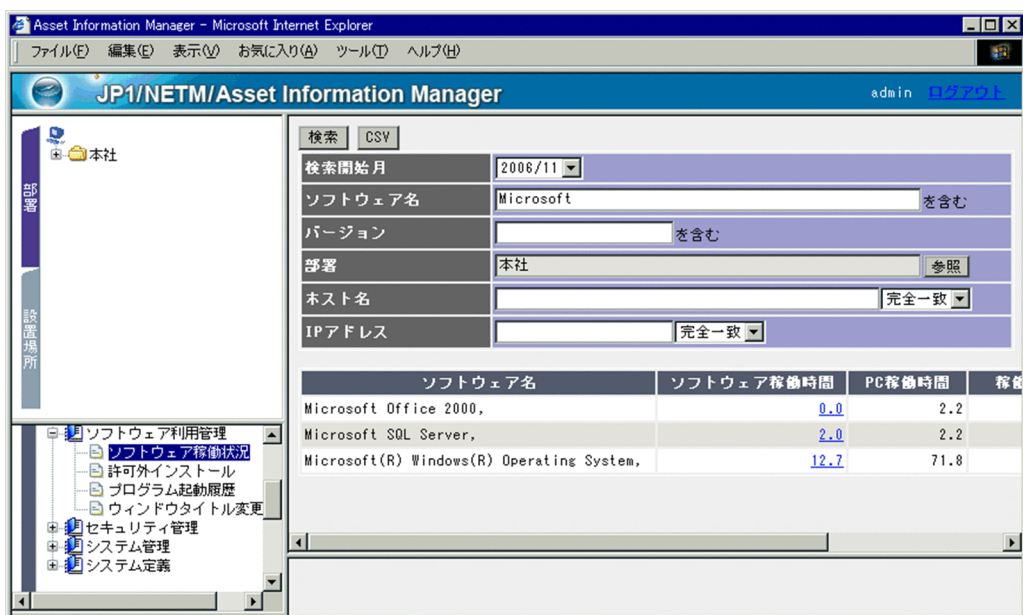 Asset Information Manager - Microsoft Internet Explorer
ファイル(F) 編集(E) 表示(V) お気に入り(A) ツール(T) ヘルプ(H)
JP1/NETM/Asset Information Manager
admin ログアウト
部署
設置場所
本社
ソフトウェア利用管理
ソフトウェア稼働状況
許可外インストール
プログラム起動履歴
ウィンドウタイトル変更
セキュリティ管理
システム管理
システム定義
検索 CSV
検索開始月 2006/11
ソフトウェア名 Microsoft を含む
バージョン を含む
部署 本社 参照
ホスト名 完全一致
IPアドレス 完全一致
ソフトウェア名 ソフトウェア稼働時間 PC稼働時間 稼働
Microsoft Office 2000, 0.0 2.2
Microsoft SQL Server, 2.0 2.2
Microsoft(R) Windows(R) Operating System, 12.7 71.8